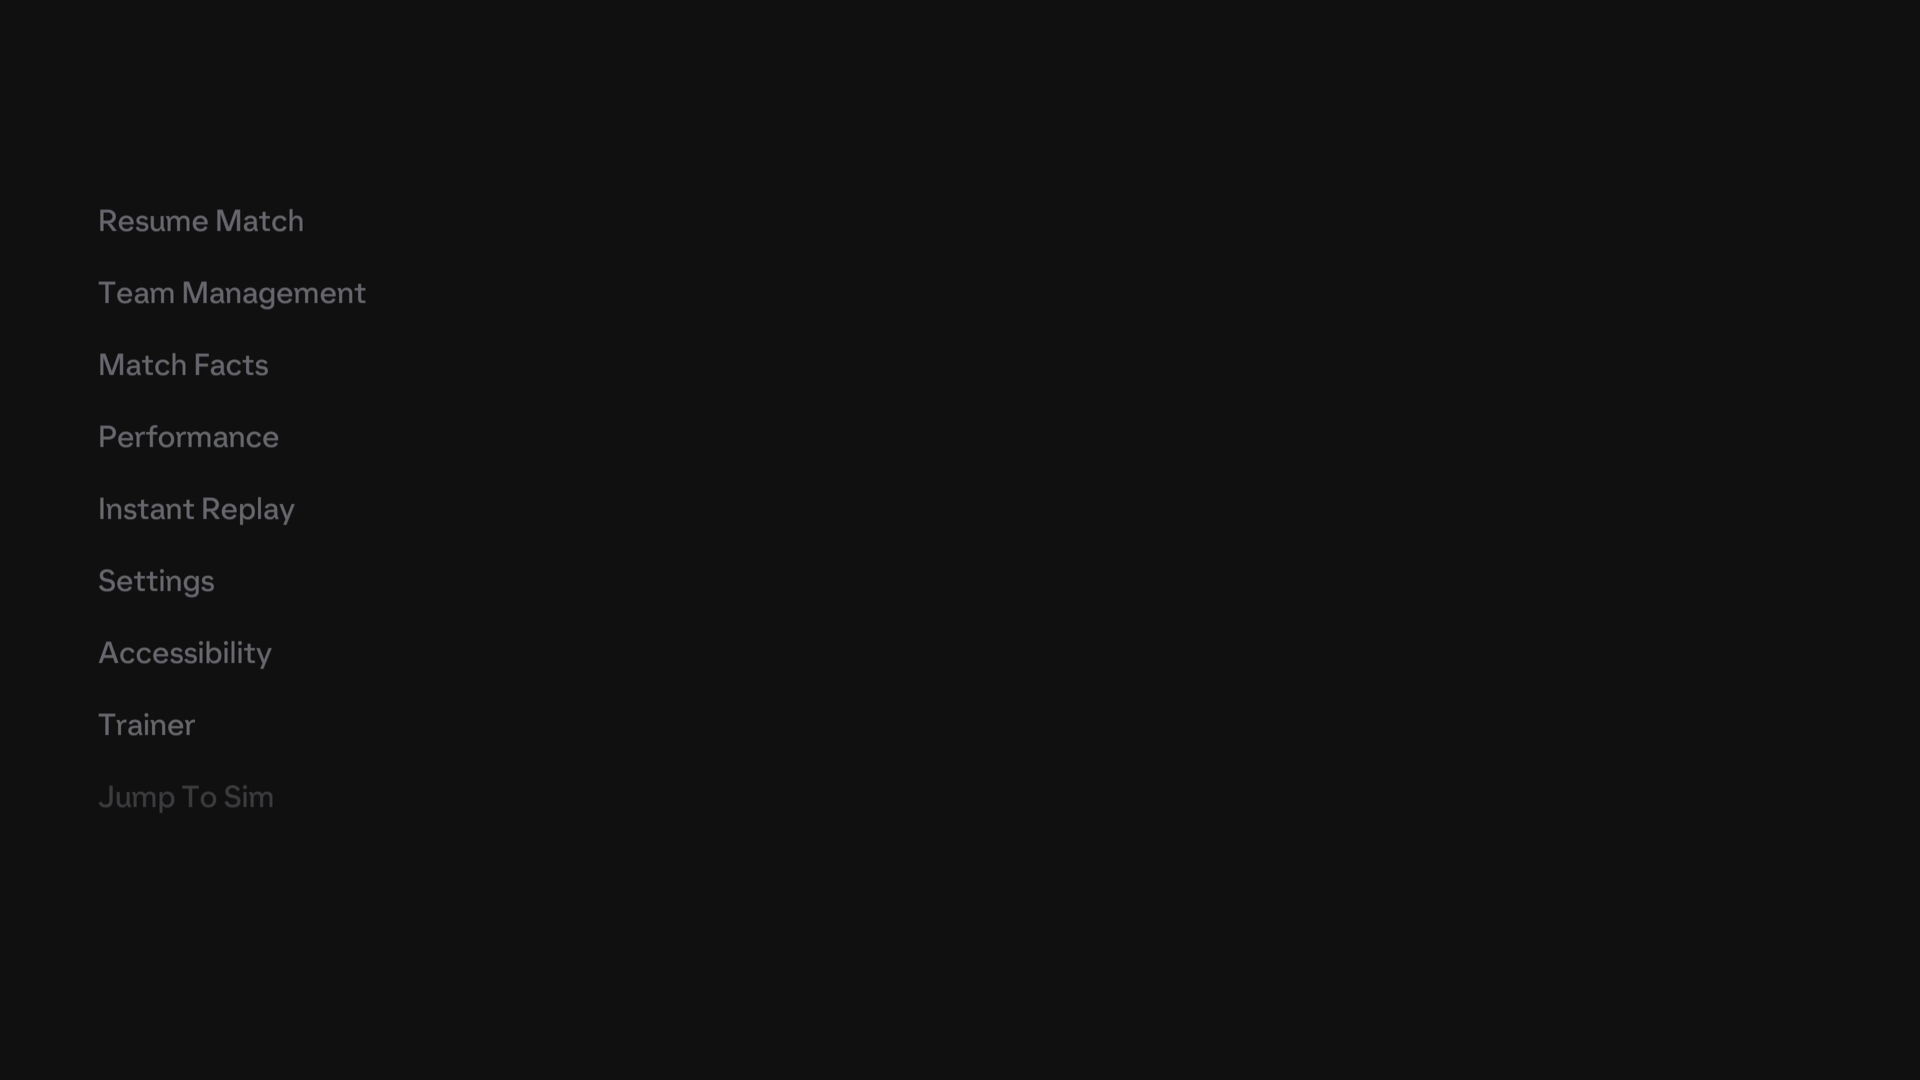 Resume Match
Team Management
Match Facts
Performance
Instant Replay
Settings
Accessibility
Trainer
Jump To Sim